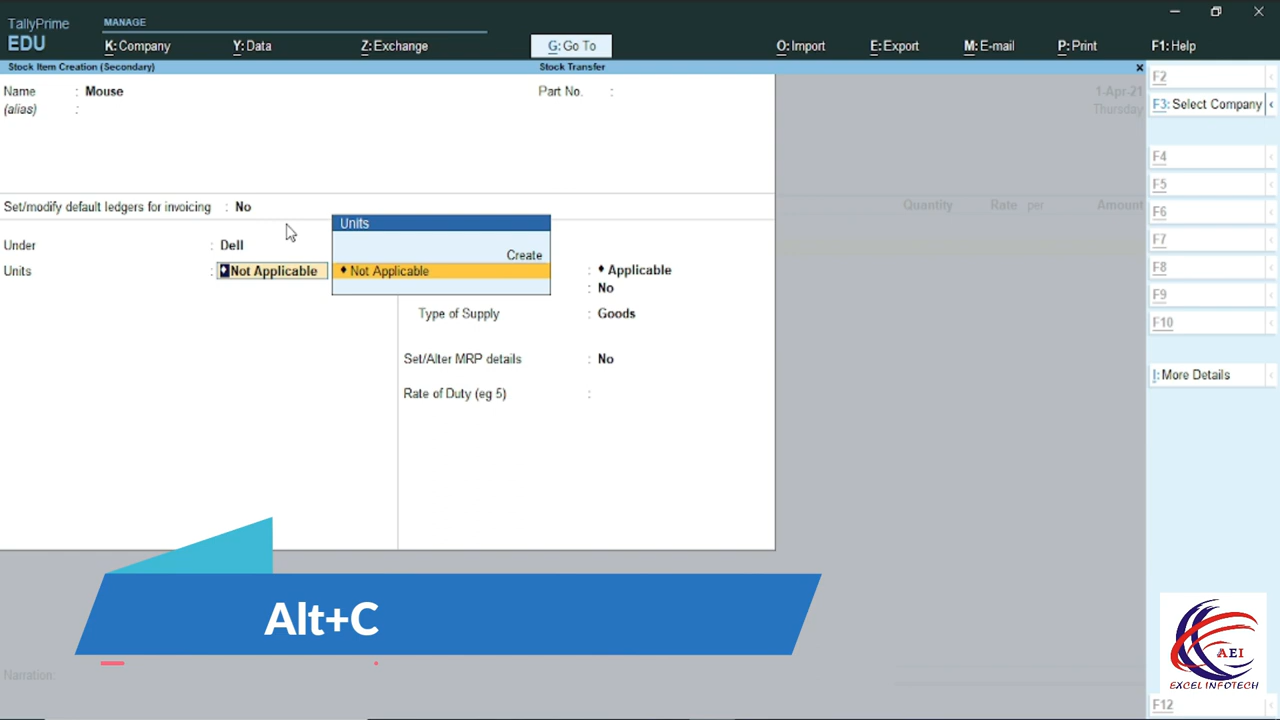 TallyPrime
EDU
MANAGE
K: Company
Y: Data
Z: Exchange
G: Go To
O: Import
E: Export
M: E-mail
P: Print
F1: Help
Stock Item Creation (Secondary)
Stock Transfer
Name : Mouse
(alias) :
Part No. :
1-Apr-21
Thursday
Set/modify default ledgers for invoicing : No
Quantity Rate per Amount
Under : Dell
Units : Not Applicable
Units
Create
Not Applicable
: Applicable
: No
Type of Supply : Goods
Set/Alter MRP details : No
Rate of Duty (eg 5) :
F2
F3: Select Company
F4
F5
F6
F7
F8
F9
F10
I: More Details
F12
Alt+C
Narration:
AEI
EXCEL INFOTECH